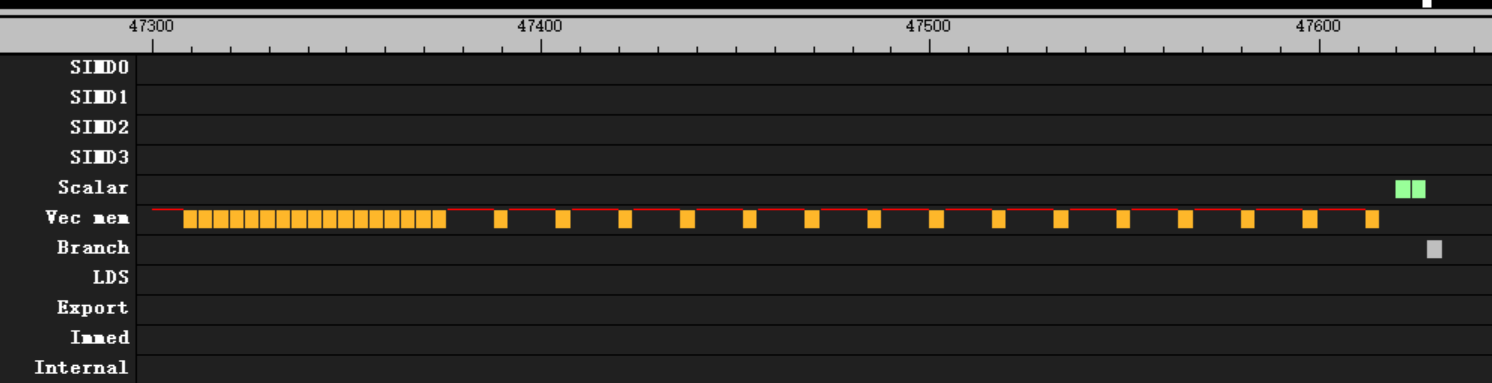 47300 47400 47500 47600
SIMD0
SIMD1
SIMD2
SIMD3
Scalar
Vec mem
Branch
LDS
Export
Immed
Internal